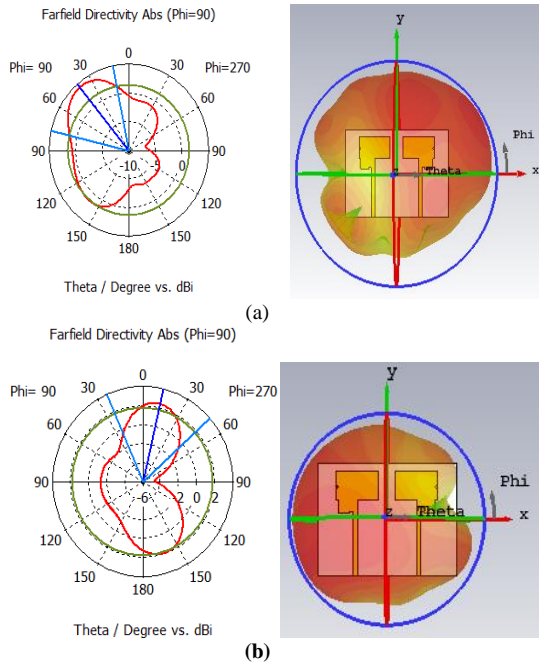 Farfield Directivity Abs (Phi=90)
Phi= 90 30 0 30 Phi=270
60 60
90 10 5 0 90
120 120
150 180 150
Theta / Degree vs. dBi
y
Phi
z Theta x
(a)
Farfield Directivity Abs (Phi=90)
Phi= 90 30 0 30 Phi=270
60 60
90 -6 -2 0 2 90
120 120
150 180 150
Theta / Degree vs. dBi
y
Phi
z Theta x
(b)